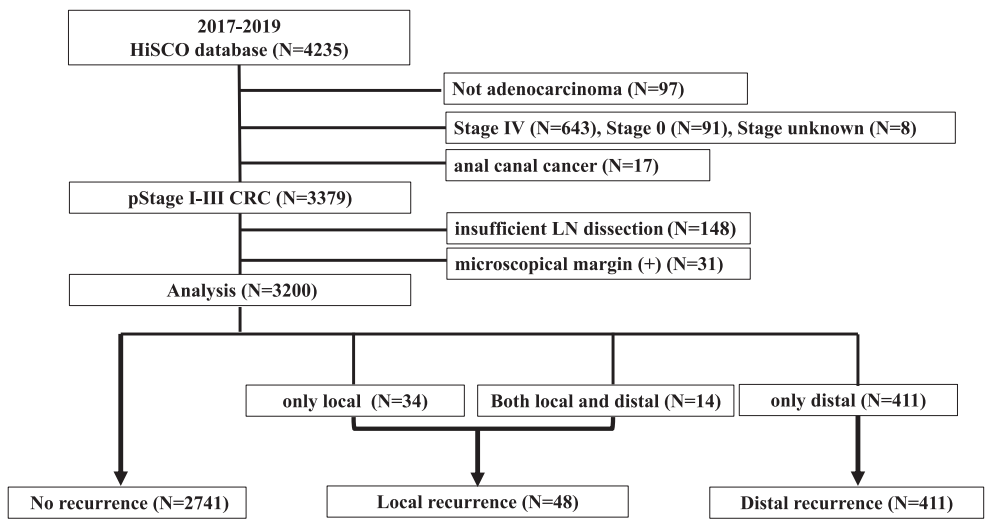 2017-2019
HiSCO database (N=4235)
Not adenocarcinoma (N=97)
Stage IV (N=643), Stage 0 (N=91), Stage unknown (N=8)
anal canal cancer (N=17)
pStage I-III CRC (N=3379)
insufficient LN dissection (N=148)
microscopical margin (+) (N=31)
Analysis (N=3200)
only local (N=34)
Both local and distal (N=14)
only distal (N=411)
No recurrence (N=2741)
Local recurrence (N=48)
Distal recurrence (N=411)